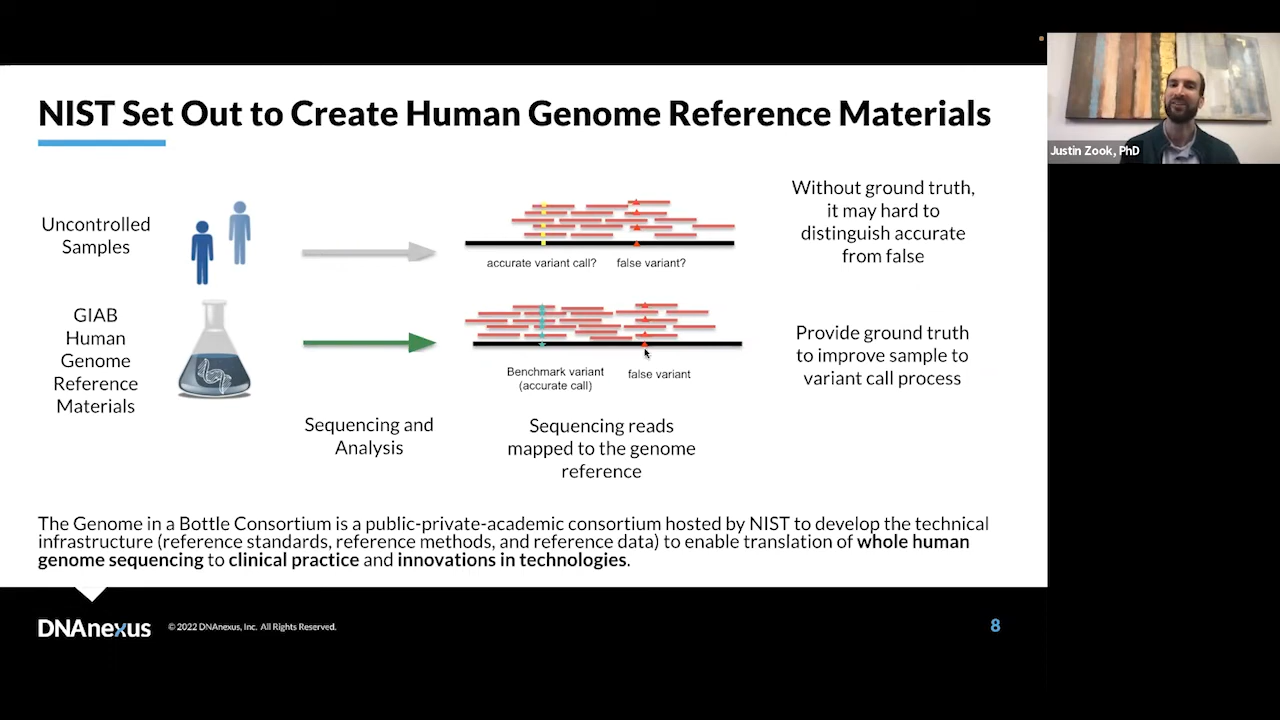 NIST Set Out to Create Human Genome Reference Materials
Justin Zook, PhD
Uncontrolled
Samples
accurate variant call?
false variant?
Without ground truth,
it may hard to
distinguish accurate
from false
GIAB
Human
Genome
Reference
Materials
Benchmark variant
(accurate call)
false variant
Provide ground truth
to improve sample to
variant call process
Sequencing and
Analysis
Sequencing reads
mapped to the genome
reference
The Genome in a Bottle Consortium is a public-private-academic consortium hosted by NIST to develop the technical
infrastructure (reference standards, reference methods, and reference data) to enable translation of whole human
genome sequencing to clinical practice and innovations in technologies.
DNAnexus
© 2022 DNAnexus, Inc. All Rights Reserved.
8